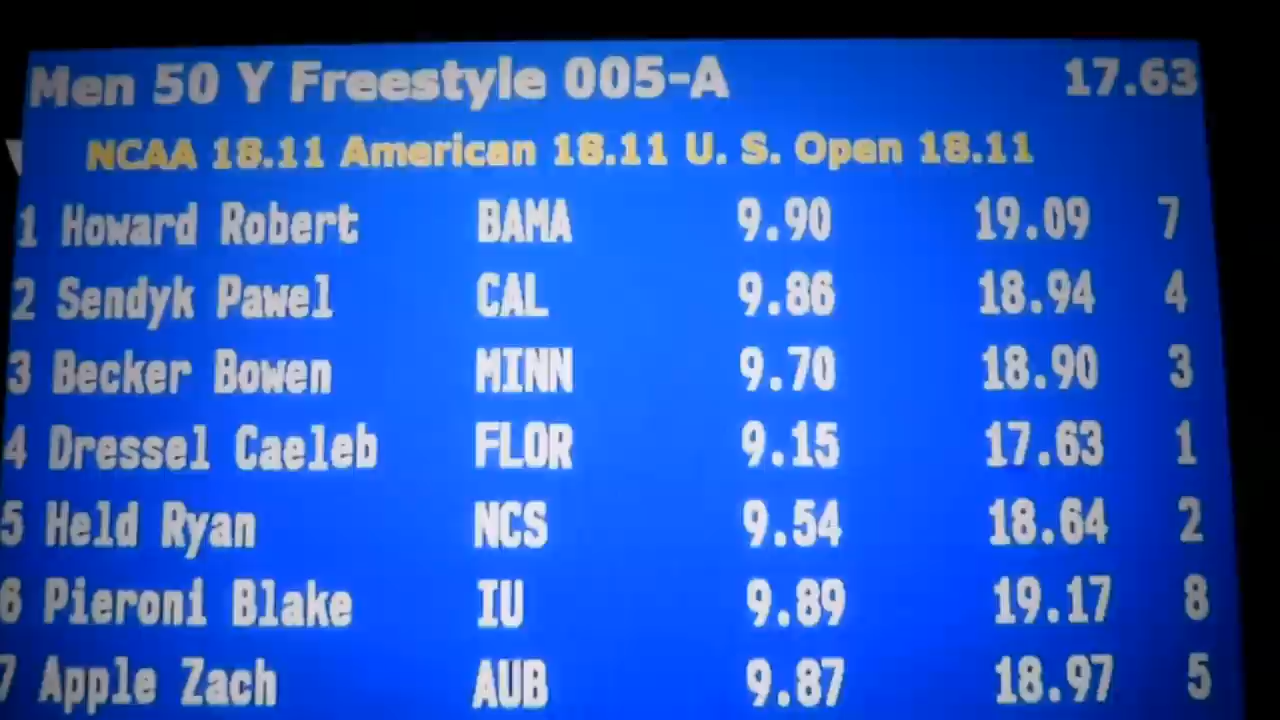 Men 50 Y Freestyle 005-A 17.63
NCAA 18.11 American 18.11 U. S. Open 18.11
1 Howard Robert BAMA 9.90 19.09 7
2 Sendyk Pawel CAL 9.86 18.94 4
3 Becker Bowen MINN 9.70 18.90 3
4 Dressel Caeleb FLOR 9.15 17.63 1
5 Held Ryan NCS 9.54 18.64 2
6 Pieroni Blake IU 9.89 19.17 8
7 Apple Zach AUB 9.87 18.97 5